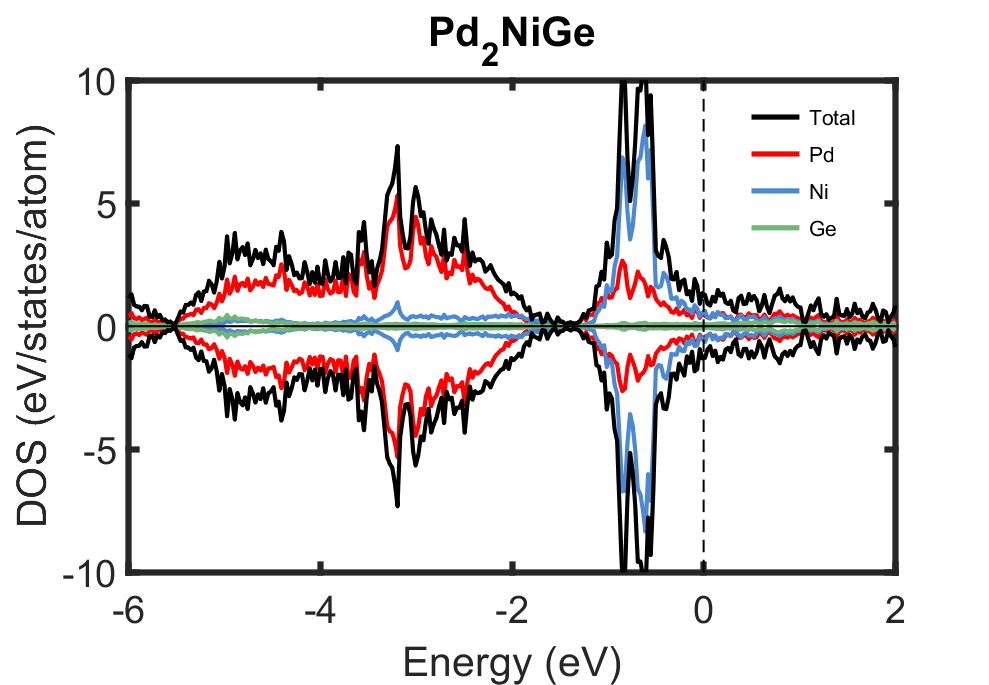 Pd₂NiGe
DOS (eV/states/atom)
10
5
0
-5
-10
-6
-4
-2
0
2
Energy (eV)
Total
Pd
Ni
Ge